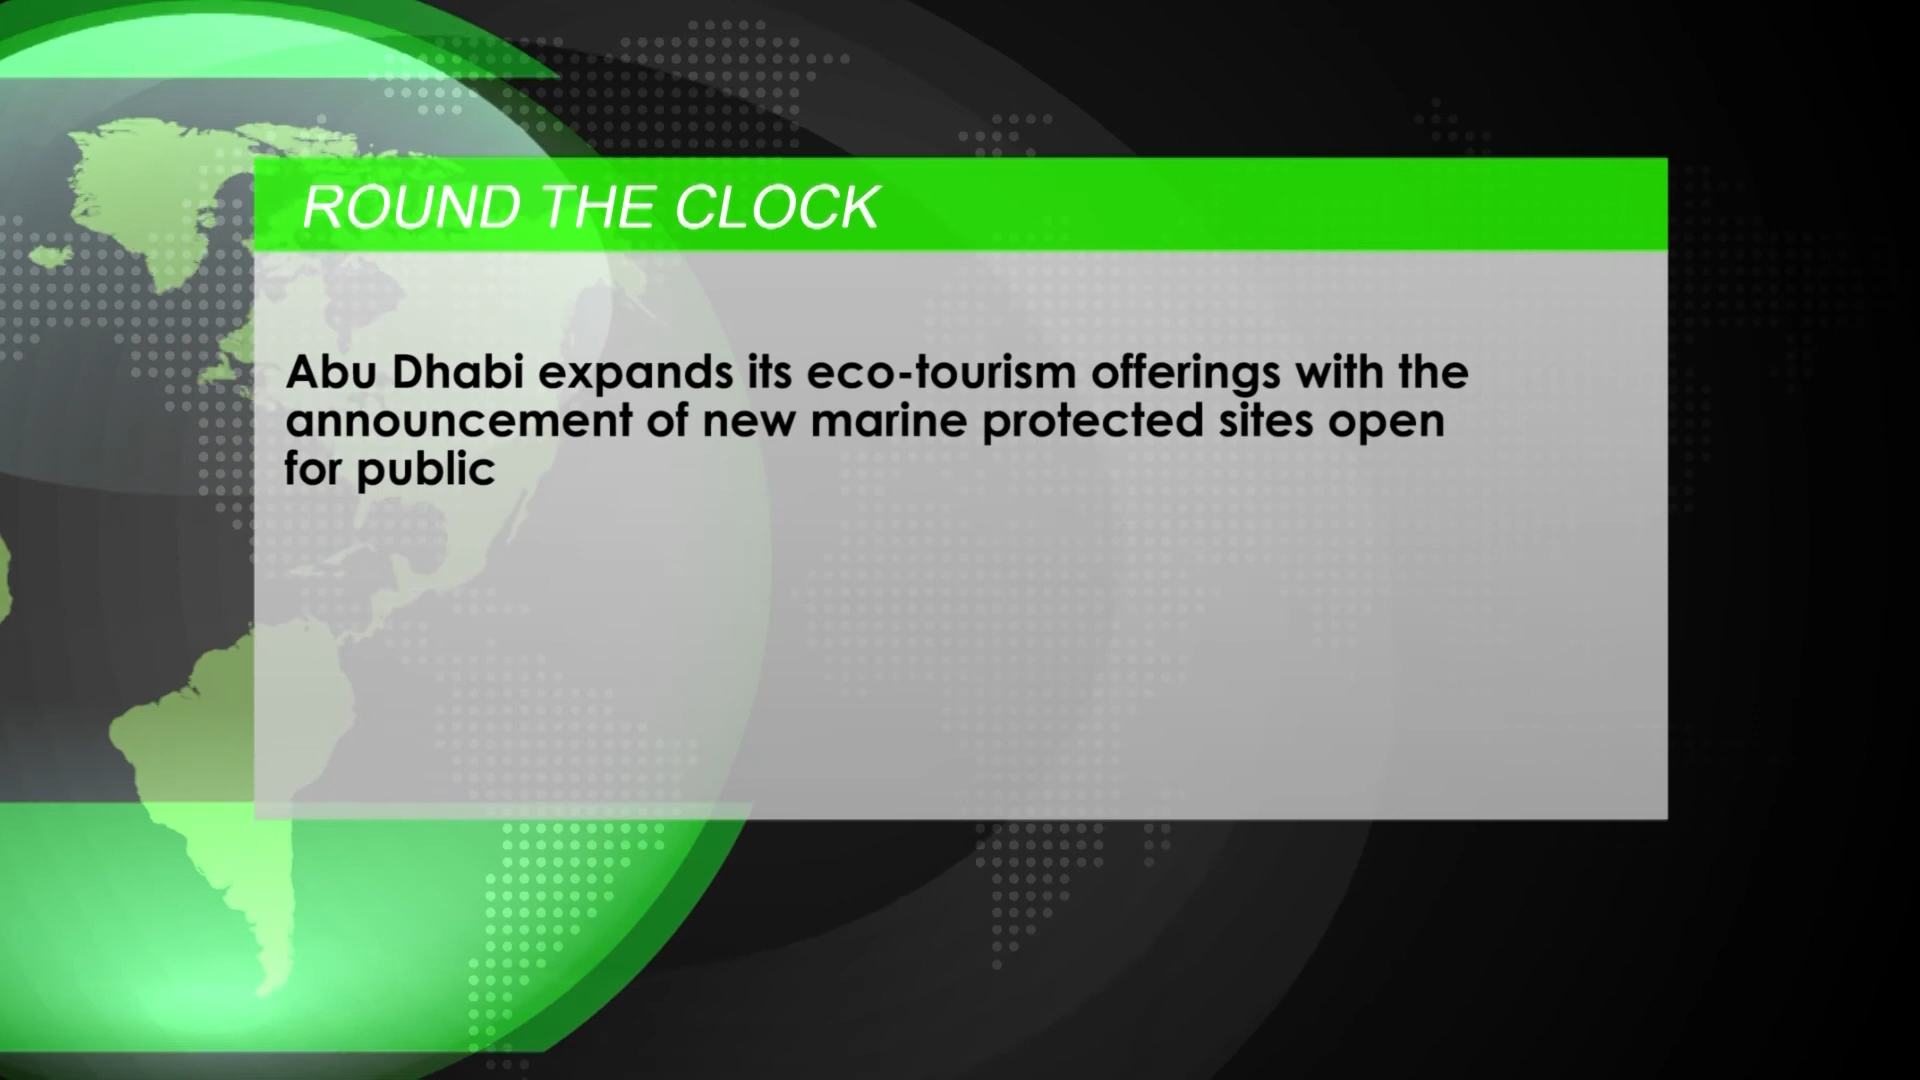 ROUND THE CLOCK
Abu Dhabi expands its eco-tourism offerings with the
announcement of new marine protected sites open
for public